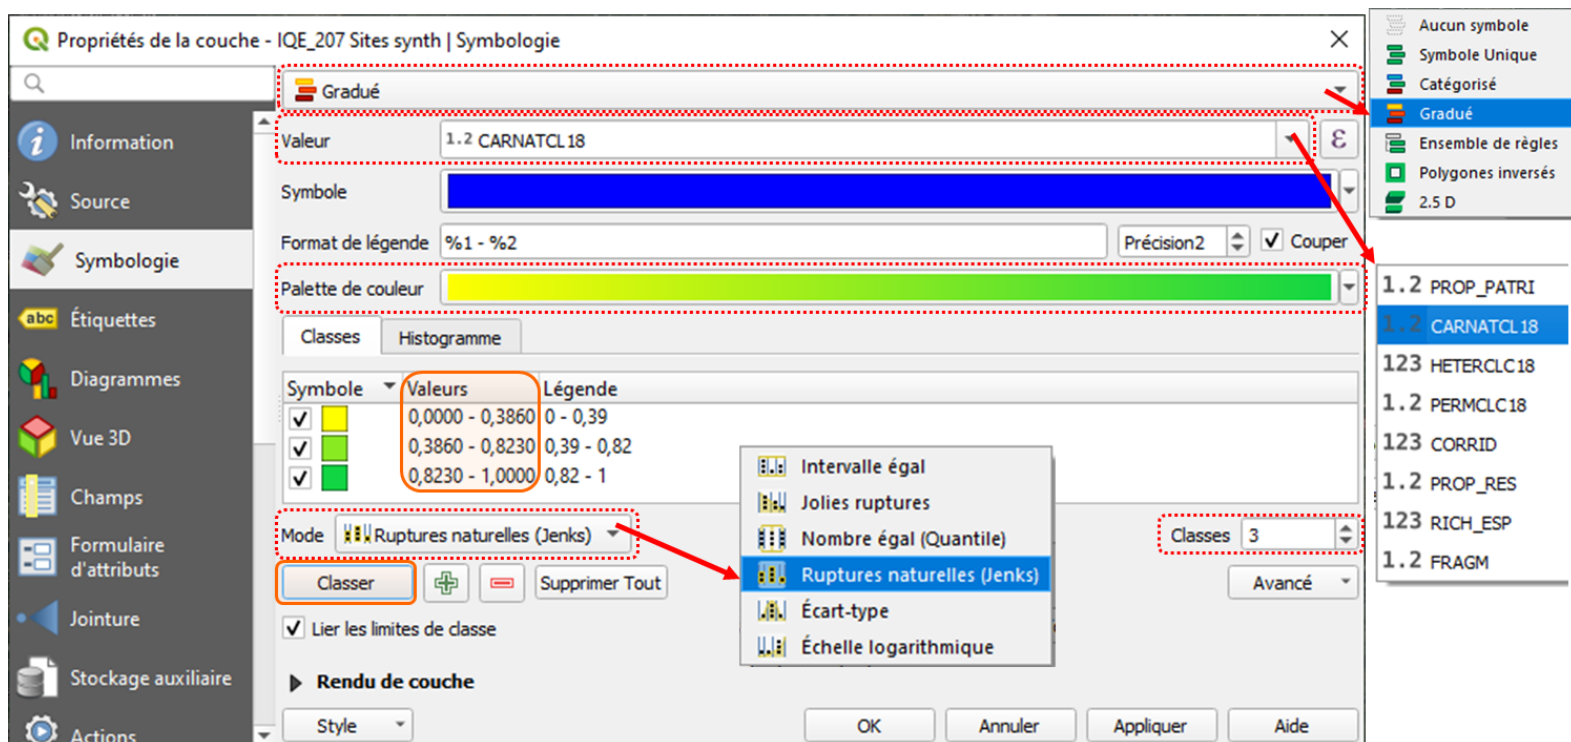 Propriétés de la couche - IQE_207 Sites synth | Symbologie
Information
Source
Symbologie
abc Étiquettes
Diagrammes
Vue 3D
Champs
Formulaire
d'attributs
Jointure
Stockage auxiliaire
Actions
Gradué
Valeur 1.2 CARNATCL18 ε
Symbole
Format de légende %1 - %2 Précision2 Couper
Palette de couleur
Classes Histogramme
Symbole Valeurs Légende
0,0000 - 0,3860 0 - 0,39
0,3860 - 0,8230 0,39 - 0,82
0,8230 - 1,0000 0,82 - 1
Mode Ruptures naturelles (Jenks) Classes 3
Classer Supprimer Tout Avancé
Lier les limites de classe
Rendu de couche
Style OK Annuler Appliquer Aide
Intervalle égal
Jolies ruptures
Nombre égal (Quantile)
Ruptures naturelles (Jenks)
Écart-type
Échelle logarithmique
Aucun symbole
Symbole Unique
Catégorisé
Gradué
Ensemble de règles
Polygones inversés
2.5 D
1.2 PROP_PATRI
1.2 CARNATCL18
123 HETERCLC18
1.2 PERMCLC18
123 CORRID
1.2 PROP_RES
123 RICH_ESP
1.2 FRAGM